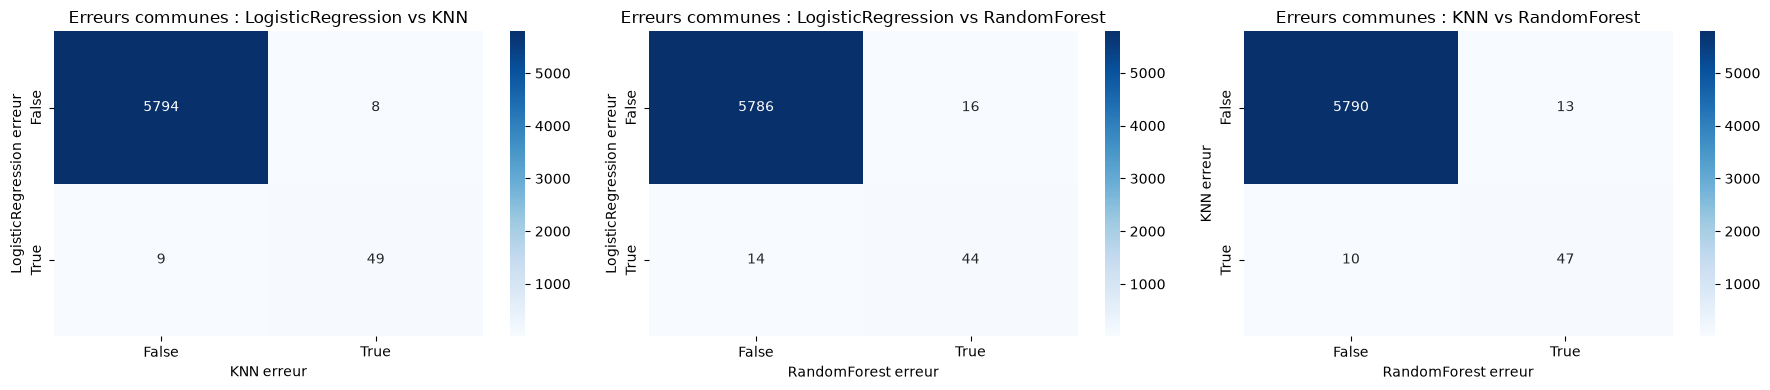 Erreurs communes : LogisticRegression vs KNN
LogisticRegression erreur
False
True
5794
8
9
49
False
True
KNN erreur
5000
4000
3000
2000
1000
Erreurs communes : LogisticRegression vs RandomForest
LogisticRegression erreur
False
True
5786
16
14
44
False
True
RandomForest erreur
5000
4000
3000
2000
1000
Erreurs communes : KNN vs RandomForest
KNN erreur
False
True
5790
13
10
47
False
True
RandomForest erreur
5000
4000
3000
2000
1000